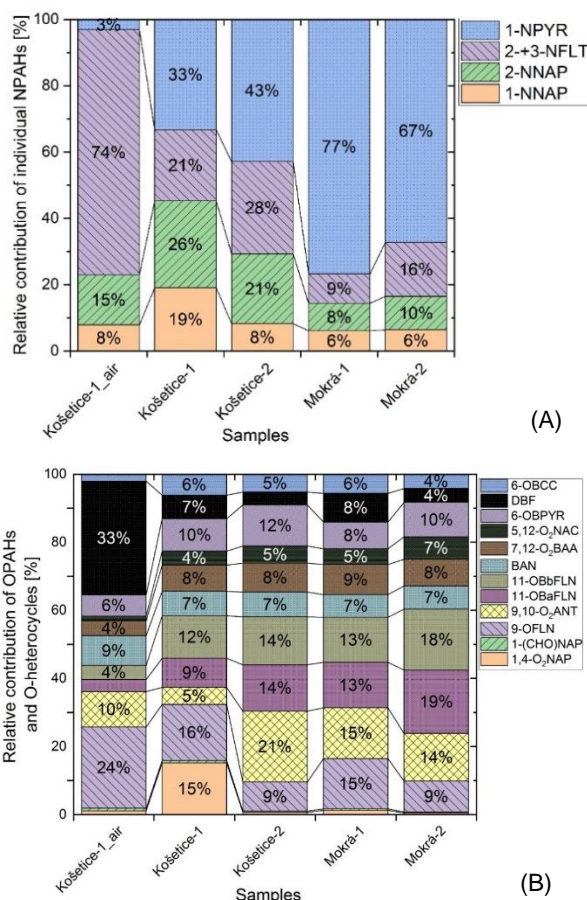 Relative contribution of individual NPAHs [%]
100
80
60
40
20
0
3%
74%
15%
8%
33%
21%
26%
19%
43%
28%
21%
8%
77%
9%
8%
6%
67%
16%
10%
6%
Košetice-1_air
Košetice-1
Košetice-2
Mokrá-1
Mokrá-2
Samples
1-NPYR
2-+3-NFLT
2-NNAP
1-NNAP
(A)
Relative contribution of OPAHs
and O-heterocycles [%]
100
80
60
40
20
0
33%
6%
4%
9%
4%
10%
24%
6%
7%
10%
4%
8%
7%
12%
9%
5%
16%
15%
5%
12%
5%
8%
7%
14%
14%
21%
9%
6%
8%
8%
5%
9%
7%
13%
13%
15%
15%
4%
4%
10%
7%
8%
7%
18%
19%
14%
9%
Košetice-1_air
Košetice-1
Košetice-2
Mokrá-1
Mokrá-2
Samples
6-OBCC
DBF
6-OBPYR
5,12-O₂NAC
7,12-O₂BAA
BAN
11-OBbFLN
11-OBaFLN
9,10-O₂ANT
9-OFLN
1-(CHO)NAP
1,4-O₂NAP
(B)